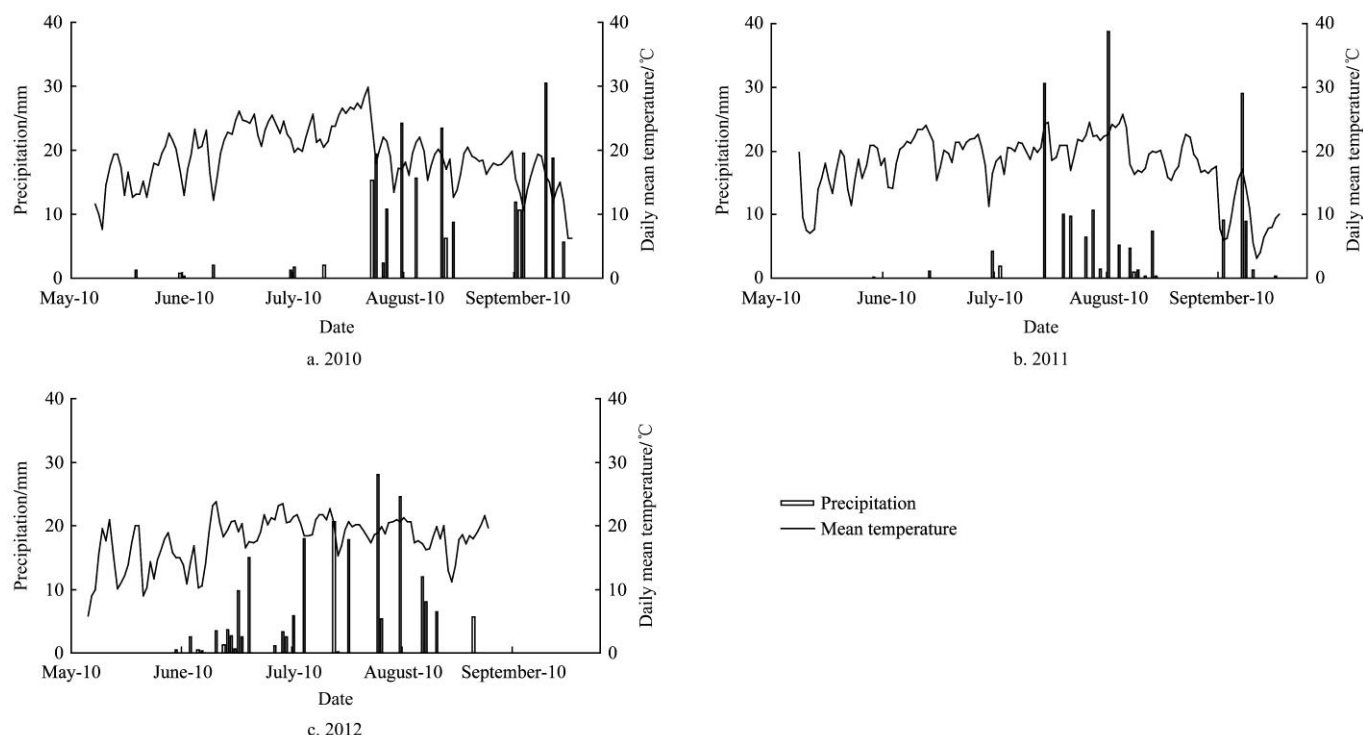 40
30
20
10
0
Precipitation/mm
40
30
20
10
0
Daily mean temperature/℃
May-10 June-10 July-10 August-10 September-10
Date
a. 2010
40
30
20
10
0
Precipitation/mm
40
30
20
10
0
Daily mean temperature/℃
May-10 June-10 July-10 August-10 September-10
Date
b. 2011
40
30
20
10
0
Precipitation/mm
40
30
20
10
0
Daily mean temperature/℃
May-10 June-10 July-10 August-10 September-10
Date
c. 2012
Precipitation
Mean temperature